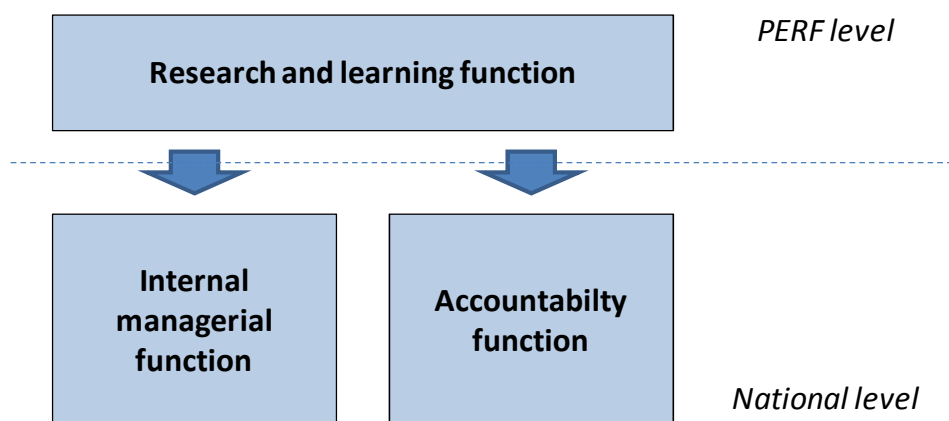 PERF level
Research and learning function
Internal
managerial
function
Accountabilty
function
National level